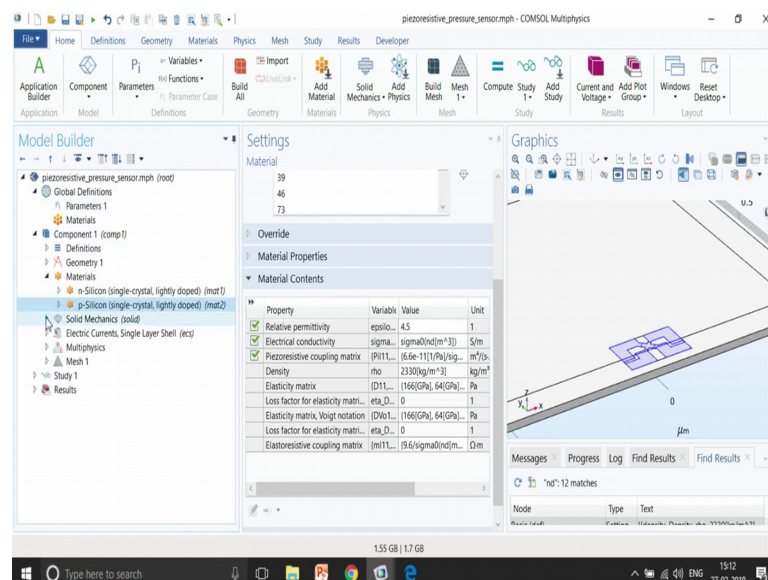 piezoresistive_pressure_sensor.mph - COMSOL Multiphysics
File Home Definitions Geometry Materials Physics Mesh Study Results Developer
Application Builder
Component
Parameters
Variables
Functions
Parameter Case
Build All
Import
LiveLink
Add Material
Solid Mechanics
Add Physics
Build Mesh
Mesh 1
Compute
Study 1
Add Study
Current and Voltage
Add Plot Group
Windows
Reset Desktop
Application Model Definitions Geometry Materials Physics Mesh Study Results Layout
Model Builder
piezoresistive_pressure_sensor.mph (root)
Global Definitions
Parameters 1
Materials
Component 1 (comp1)
Definitions
Geometry 1
Materials
n-Silicon (single-crystal, lightly doped) (mat1)
p-Silicon (single-crystal, lightly doped) (mat2)
Solid Mechanics (solid)
Electric Currents, Single Layer Shell (ecs)
Multiphysics
Mesh 1
Study 1
Results
Settings
Material
39
46
73
Override
Material Properties
Material Contents
Property Variable Value Unit
Relative permittivity epsilo... 4.5 1
Electrical conductivity sigma... sigma0(nd[m^3]) S/m
Piezoresistive coupling matrix {Pil11,... {6.6e-11[1/Pa]/sig... m⁴/(s·
Density rho 2330[kg/m^3] kg/m³
Elasticity matrix {D11,... {166[GPa], 64[GPa]... Pa
Loss factor for elasticity matri... eta_D... 0 1
Elasticity matrix, Voigt notation {DVo1... {166[GPa], 64[GPa]... Pa
Loss factor for elasticity matri... eta_D... 0 1
Elastoresistive coupling matrix {ml11,... {9.6/sigma0(nd[m... Ω·m
Graphics
0.5
0
μm
z
y x
Messages Progress Log Find Results Find Results
"nd": 12 matches
Node Type Text
1.55 GB | 1.7 GB
Type here to search
ENG
15:12